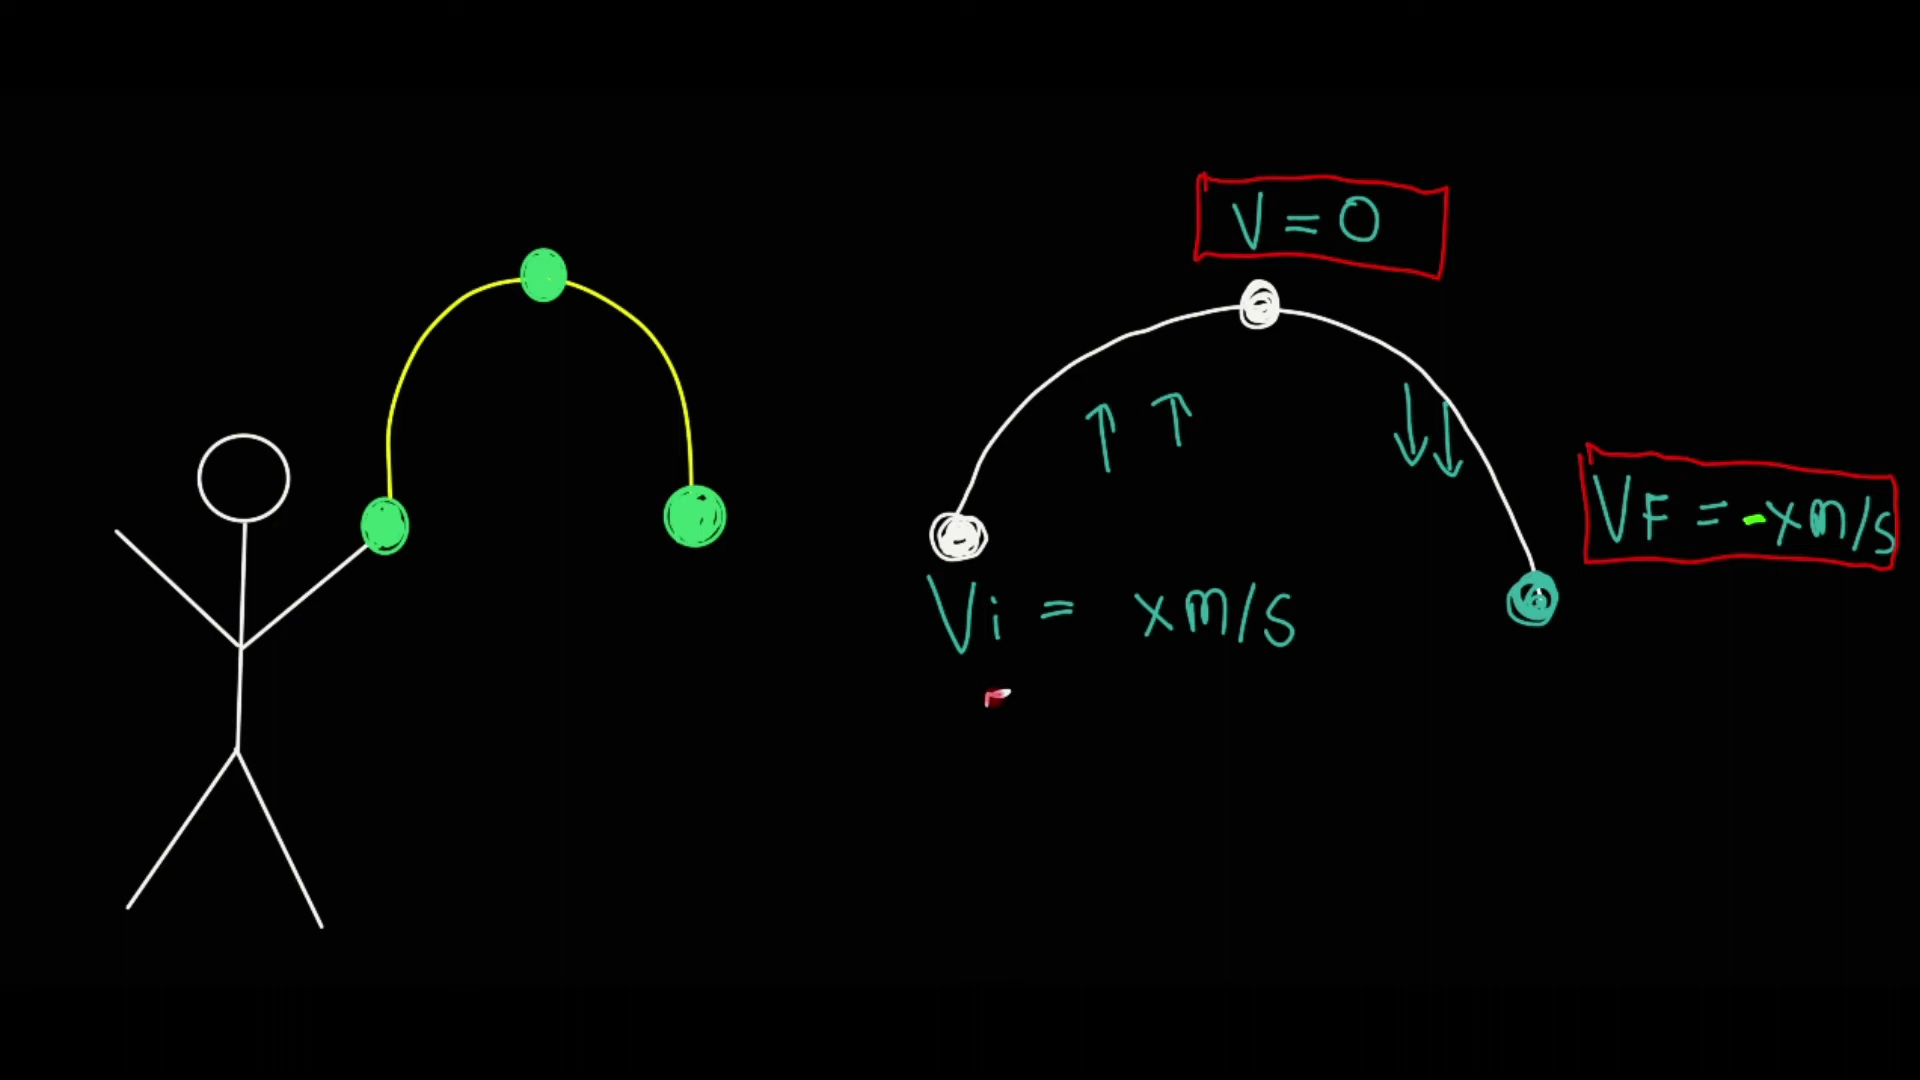 V = 0
VF = -xm/s
Vi = xm/s